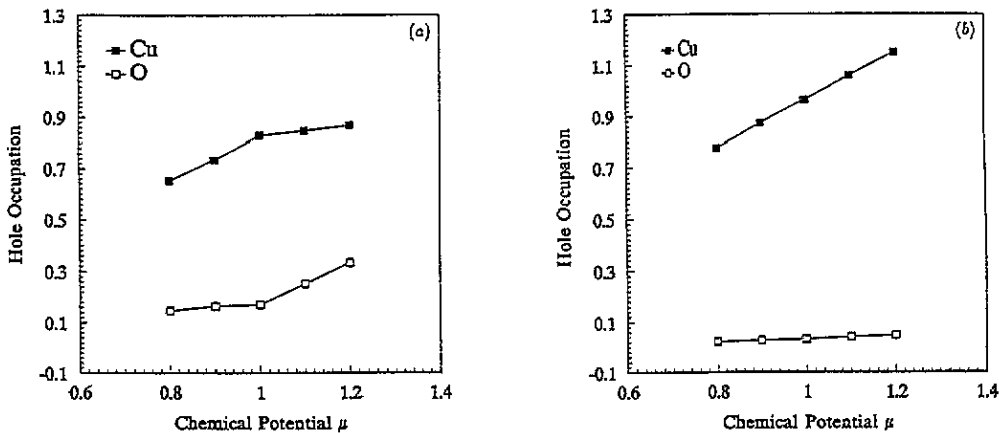 1.3
1.1
0.9
0.7
0.5
0.3
0.1
-0.1
0.6
0.8
1
1.2
1.4
Hole Occupation
Chemical Potential μ
(a)
Cu
O
1.3
1.1
0.9
0.7
0.5
0.3
0.1
-0.1
0.6
0.8
1.0
1.2
1.4
Hole Occupation
Chemical Potential μ
(b)
Cu
O